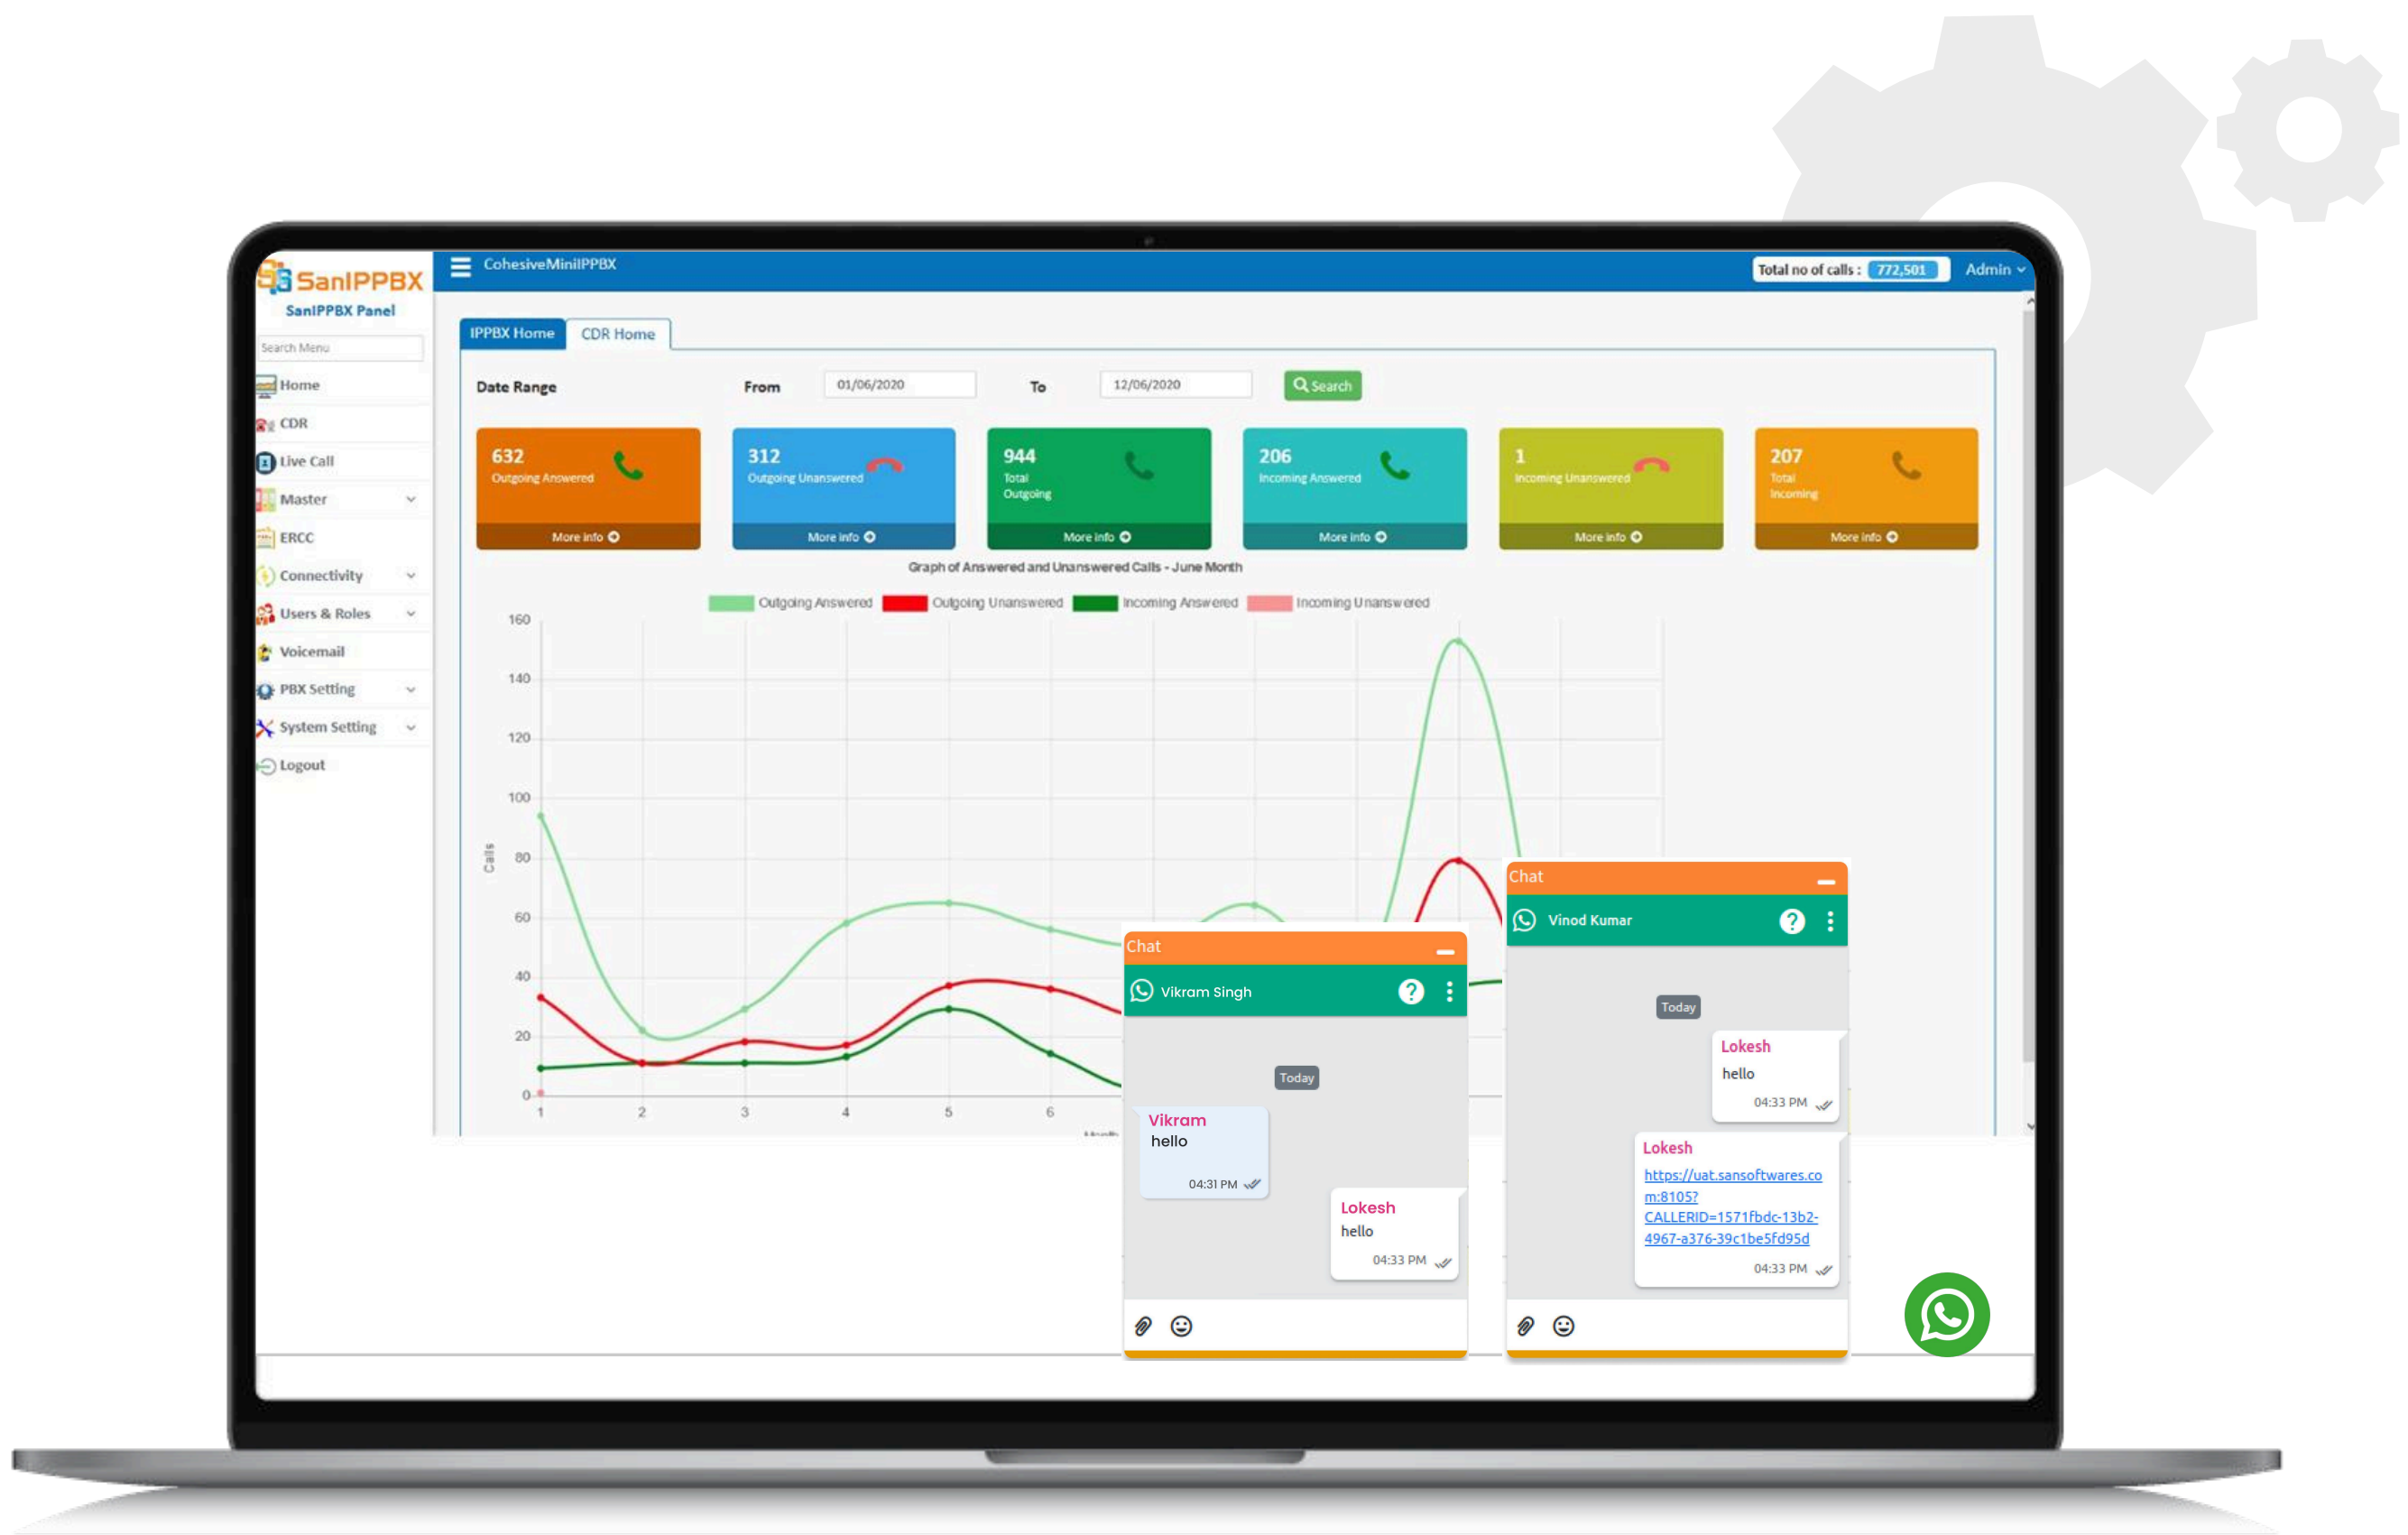 SanIPPBX
SanIPPBX Panel
Search Menu
Home
CDR
Live Call
Master
ERCC
Connectivity
Users & Roles
Voicemail
PBX Setting
System Setting
Logout
CohesiveMiniIPPBX
Total no of calls : 772,501
Admin
IPPBX Home
CDR Home
Date Range
From
01/06/2020
To
12/06/2020
Search
632
Outgoing Answered
More info
312
Outgoing Unanswered
More info
944
Total
Outgoing
More info
206
Incoming Answered
More info
1
Incoming Unanswered
More info
207
Total
Incoming
More info
Graph of Answered and Unanswered Calls - June Month
Outgoing Answered
Outgoing Unanswered
Incoming Answered
Incoming Unanswered
160
140
120
100
80
60
40
20
0
Calls
1
2
3
4
5
6
Chat
Vikram Singh
?
Today
Vikram
hello
04:31 PM
Lokesh
hello
04:33 PM
Chat
Vinod Kumar
?
Today
Lokesh
hello
04:33 PM
Lokesh
https://uat.sansoftwares.co
m:8105?
CALLERID=1571fbdc-13b2-
4967-a376-39c1be5fd95d
04:33 PM